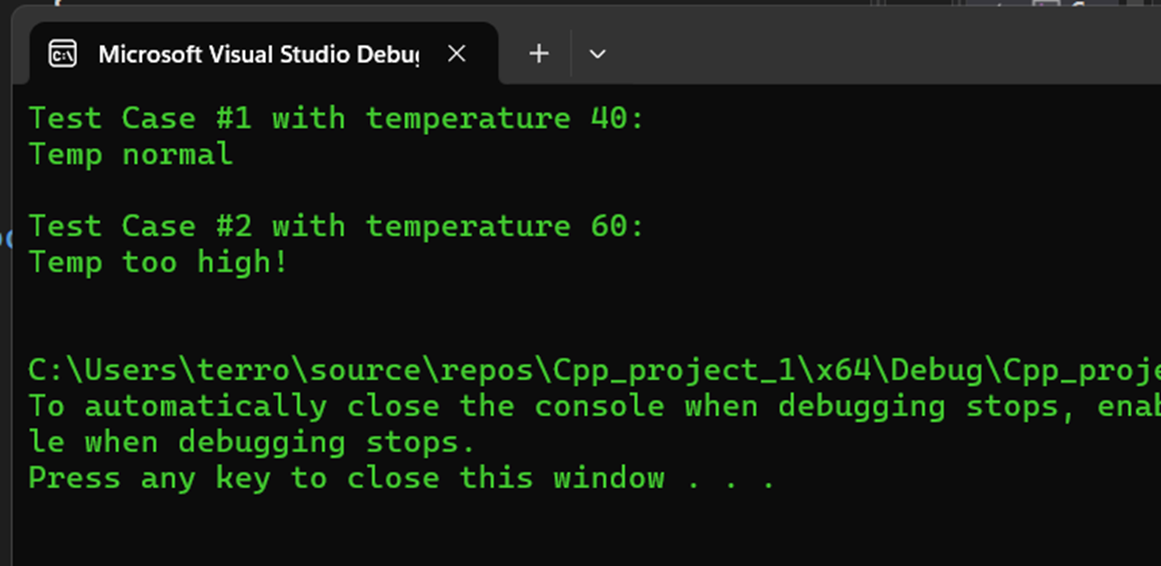 Microsoft Visual Studio Debu
Test Case #1 with temperature 40:
Temp normal
Test Case #2 with temperature 60:
Temp too high!
C:\Users\terro\source\repos\Cpp_project_1\x64\Debug\Cpp_proje
To automatically close the console when debugging stops, enab
le when debugging stops.
Press any key to close this window . . .